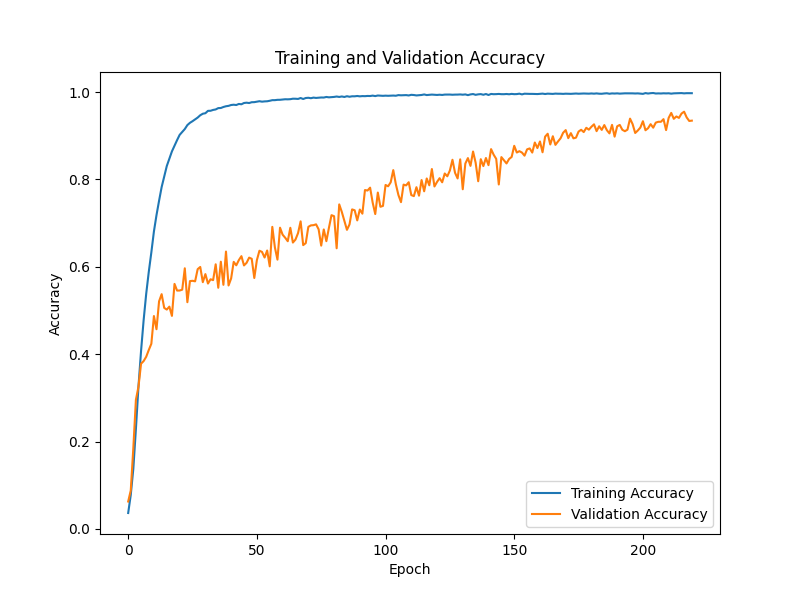 Training and Validation Accuracy
Accuracy
1.0
0.8
0.6
0.4
0.2
0.0
0
50
100
150
200
Epoch
Training Accuracy
Validation Accuracy